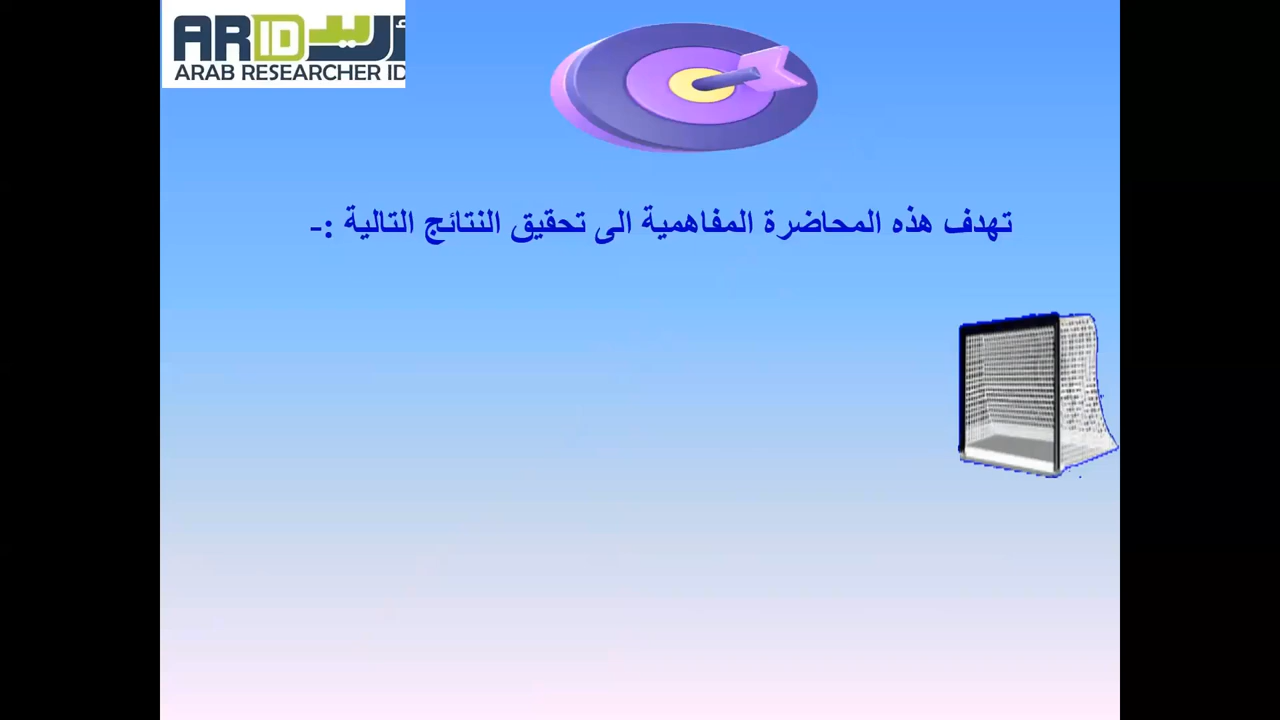 ARID أريد
ARAB RESEARCHER ID
تهدف هذه المحاضرة المفاهمية الى تحقيق النتائج التالية :-